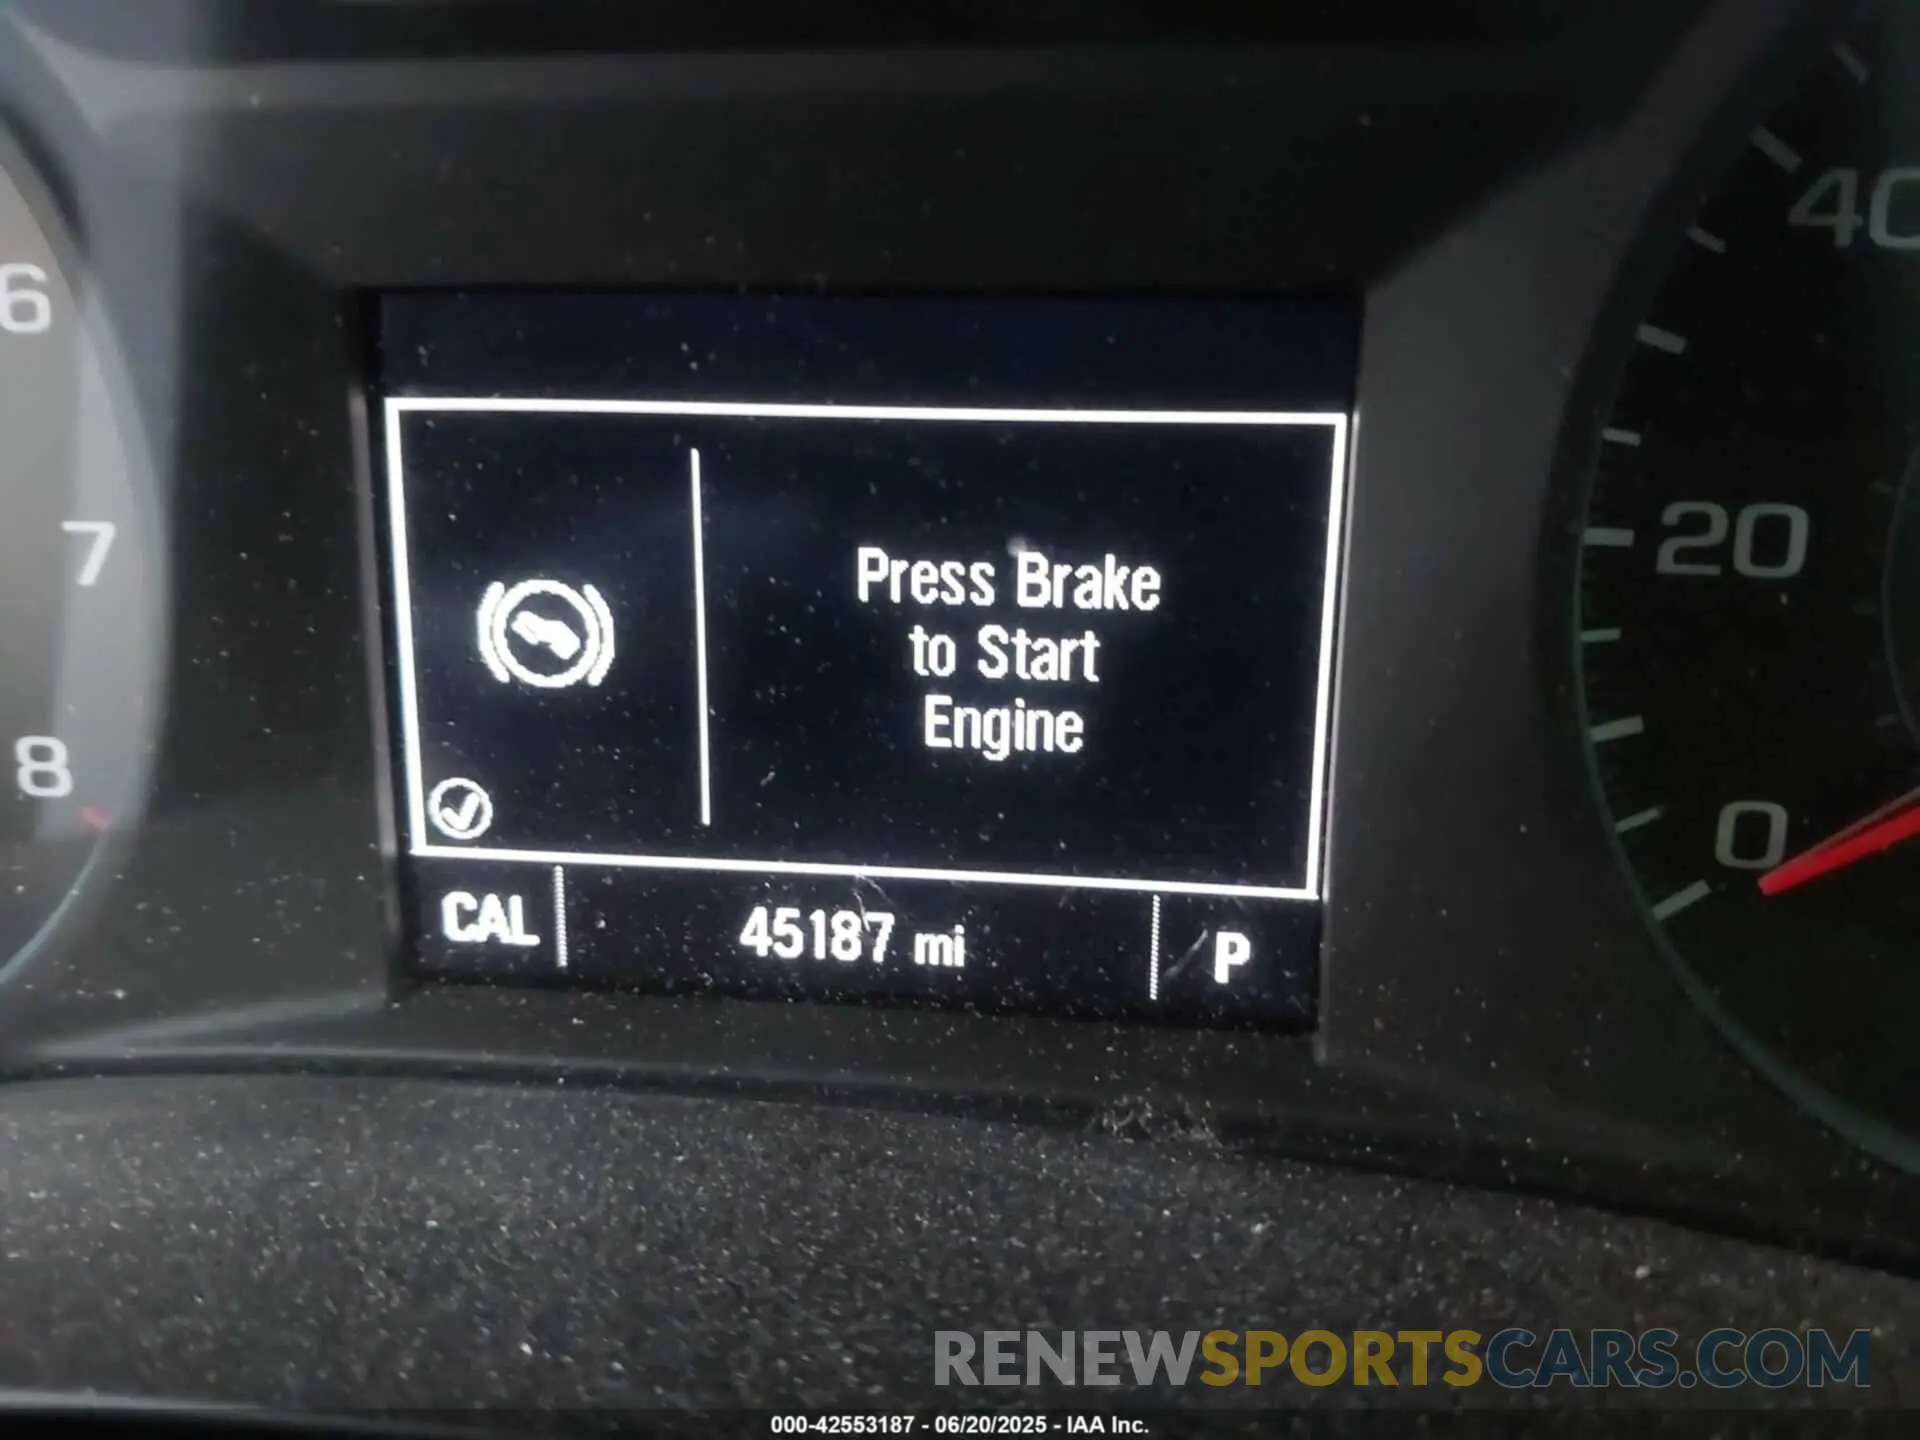 6
7
8
Press Brake
to Start
Engine
CAL
45187 mi
P
40
20
0
RENEWSPORTSCARS.COM
000-42553187 - 06/20/2025 - IAA Inc.